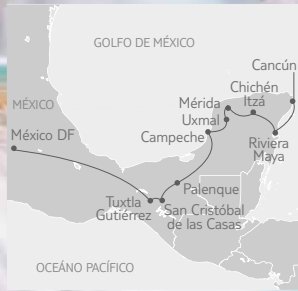 GOLFO DE MÉXICO
Cancún
Chichén
Itzá
MÉXICO
Mérida
Uxmal
México DF
Campeche
Riviera
Maya
Palenque
Tuxtla
Gutiérrez
San Cristóbal
de las Casas
OCEÁNO PACÍFICO